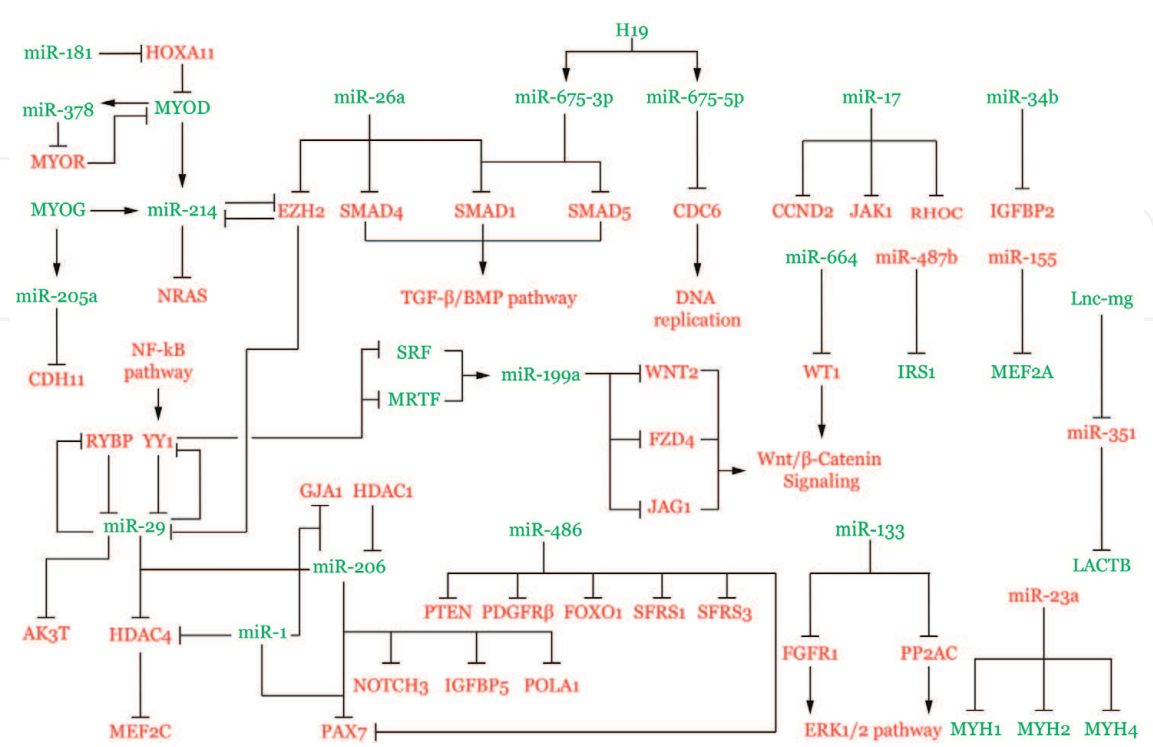 H19
miR-181
HOXA11
miR-378
MYOD
miR-26a
miR-675-3p
miR-675-5p
miR-17
miR-34b
MYOR
MYOG
miR-214
EZH2
SMAD4
SMAD1
SMAD5
CDC6
CCND2
JAK1
RHOC
IGFBP2
miR-664
miR-487b
miR-155
miR-205a
NRAS
TGF-β/BMP pathway
DNA
replication
Lnc-mg
NF-kB
pathway
CDH11
SRF
MRTF
miR-199a
WNT2
WT1
IRS1
MEF2A
RYBP
YY1
FZD4
miR-351
Wnt/β-Catenin
Signaling
GJA1
HDAC1
JAG1
miR-29
miR-486
miR-133
miR-206
LACTB
PTEN
PDGFRβ
FOXO1
SFRS1
SFRS3
miR-23a
AK3T
HDAC4
miR-1
FGFR1
PP2AC
NOTCH3
IGFBP5
POLA1
MEF2C
PAX7
ERK1/2 pathway
MYH1
MYH2
MYH4